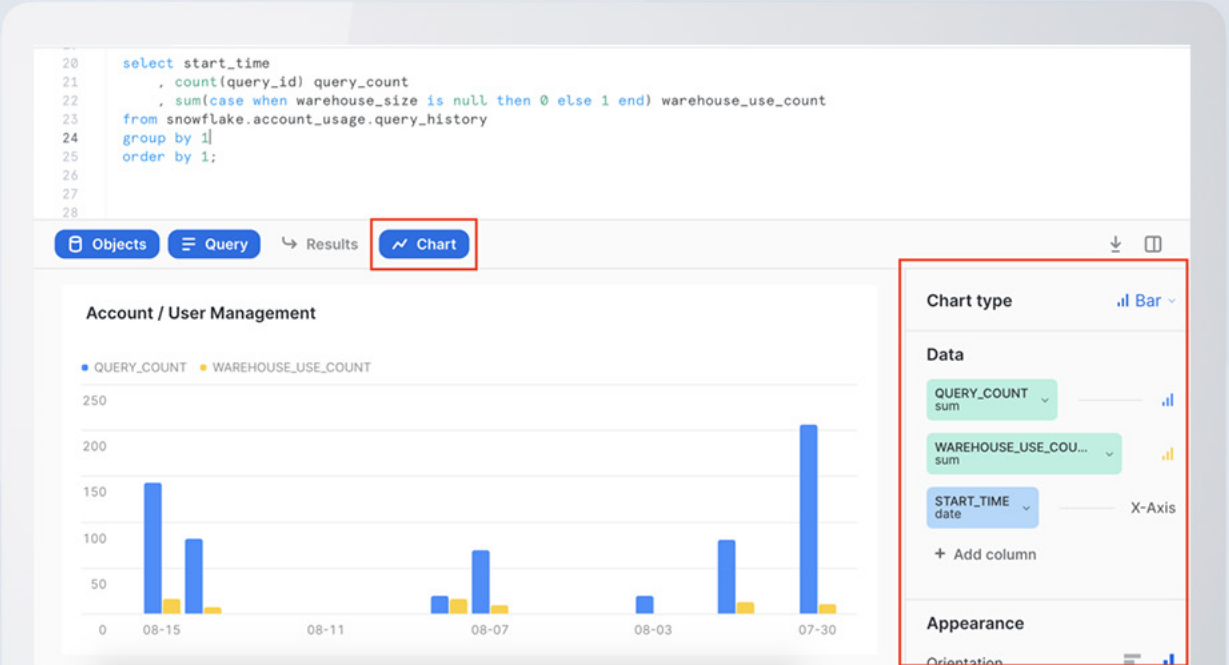 20 select start_time
21 , count(query_id) query_count
22 , sum(case when warehouse_size is null then 0 else 1 end) warehouse_use_count
23 from snowflake.account_usage.query_history
24 group by 1
25 order by 1;
26
27
28
Objects Query Results Chart
Account / User Management
QUERY_COUNT WAREHOUSE_USE_COUNT
250
200
150
100
50
0 08-15 08-11 08-07 08-03 07-30
Chart type Bar
Data
QUERY_COUNT
sum
WAREHOUSE_USE_COU...
sum
START_TIME
date X-Axis
+ Add column
Appearance
Orientation